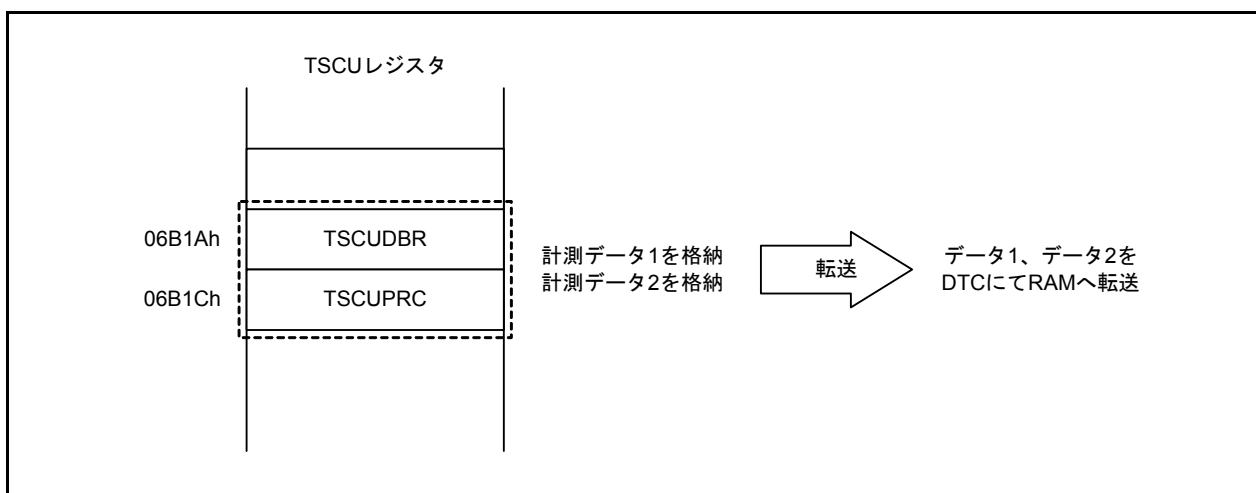 TSCUレジスタ
06B1Ah
TSCUDBR
06B1Ch
TSCUPRC
計測データ1を格納
計測データ2を格納
転送
データ1、データ2を
DTCにてRAMへ転送